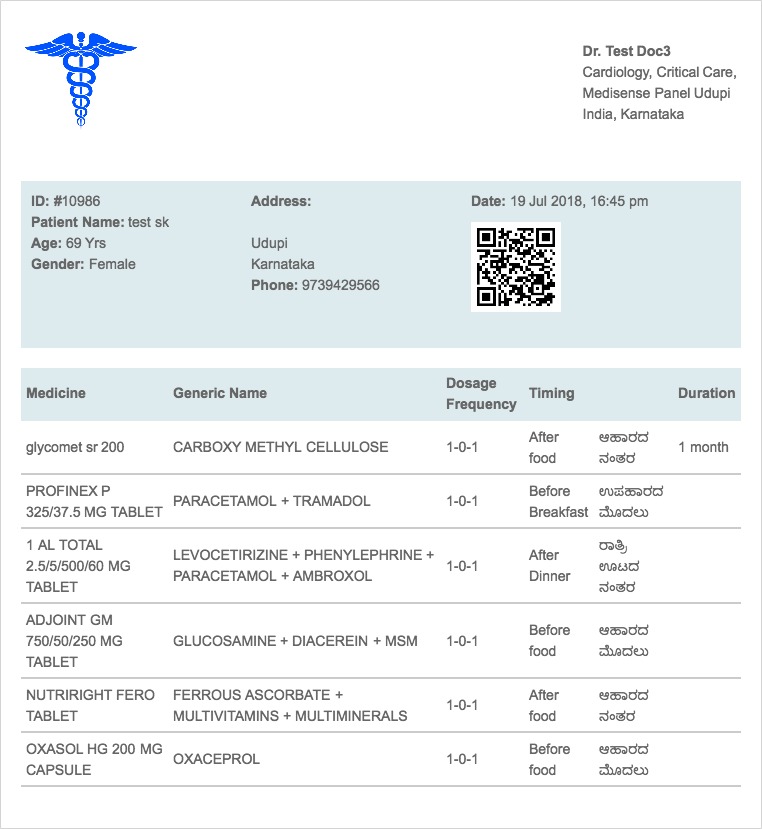 Dr. Test Doc3
Cardiology, Critical Care,
Medisense Panel Udupi
India, Karnataka
ID: #10986
Patient Name: test sk
Age: 69 Yrs
Gender: Female
Address:
Udupi
Karnataka
Phone: 9739429566
Date: 19 Jul 2018, 16:45 pm
Medicine
Generic Name
Dosage
Frequency
Timing
Duration
glycomet sr 200
CARBOXY METHYL CELLULOSE
1-0-1
After
food
ಆಹಾರದ
ನಂತರ
1 month
PROFINEX P
325/37.5 MG TABLET
PARACETAMOL + TRAMADOL
1-0-1
Before
Breakfast
ಉಪಹಾರದ
ಮೊದಲು
1 AL TOTAL
2.5/5/500/60 MG
TABLET
LEVOCETIRIZINE + PHENYLEPHRINE +
PARACETAMOL + AMBROXOL
1-0-1
After
Dinner
ರಾತ್ರಿ
ಊಟದ
ನಂತರ
ADJOINT GM
750/50/250 MG
TABLET
GLUCOSAMINE + DIACEREIN + MSM
1-0-1
Before
food
ಆಹಾರದ
ಮೊದಲು
NUTRIRIGHT FERO
TABLET
FERROUS ASCORBATE +
MULTIVITAMINS + MULTIMINERALS
1-0-1
After
food
ಆಹಾರದ
ನಂತರ
OXASOL HG 200 MG
CAPSULE
OXACEPROL
1-0-1
Before
food
ಆಹಾರದ
ಮೊದಲು